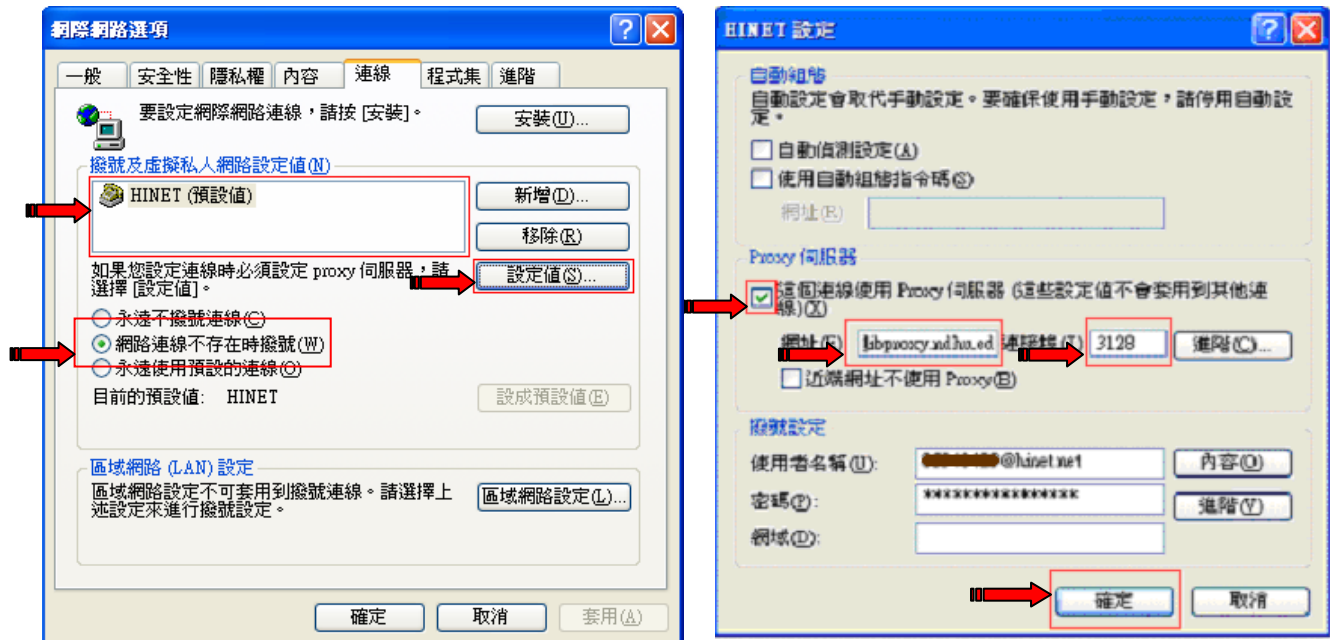 網際網路選項
一般 安全性 隱私權 內容 連線 程式集 進階
要設定網際網路連線，請按 [安裝]。
安裝(U)...
撥號及虛擬私人網路設定值(N)
HINET (預設值)
新增(D)...
移除(R)
如果您設定連線時必須設定 proxy 伺服器，請
選擇 [設定值]。
設定值(S)...
永遠不撥號連線(C)
網路連線不存在時撥號(W)
永遠使用預設的連線(O)
目前的預設值: HINET
設成預設值(E)
區域網路 (LAN) 設定
區域網路設定不可套用到撥號連線。請選擇上
述設定來進行撥號設定。
區域網路設定(L)...
確定 取消 套用(A)
HINET 設定
自動組態
自動設定會取代手動設定。要確保使用手動設定，請停用自動設
定。
自動偵測設定(A)
使用自動組態指令碼(S)
網址(R)
Proxy 伺服器
這個連線使用 Proxy 伺服器 (這些設定值不會套用到其他連
線)(X)
網址(F) libproxy.ndhu.ed 連接埠(T) 3128 進階(C)...
近端網址不使用 Proxy(B)
撥號設定
使用者名稱(U): @hinet.net 內容(O)
密碼(P): ***************** 進階(V)
網域(D):
確定 取消